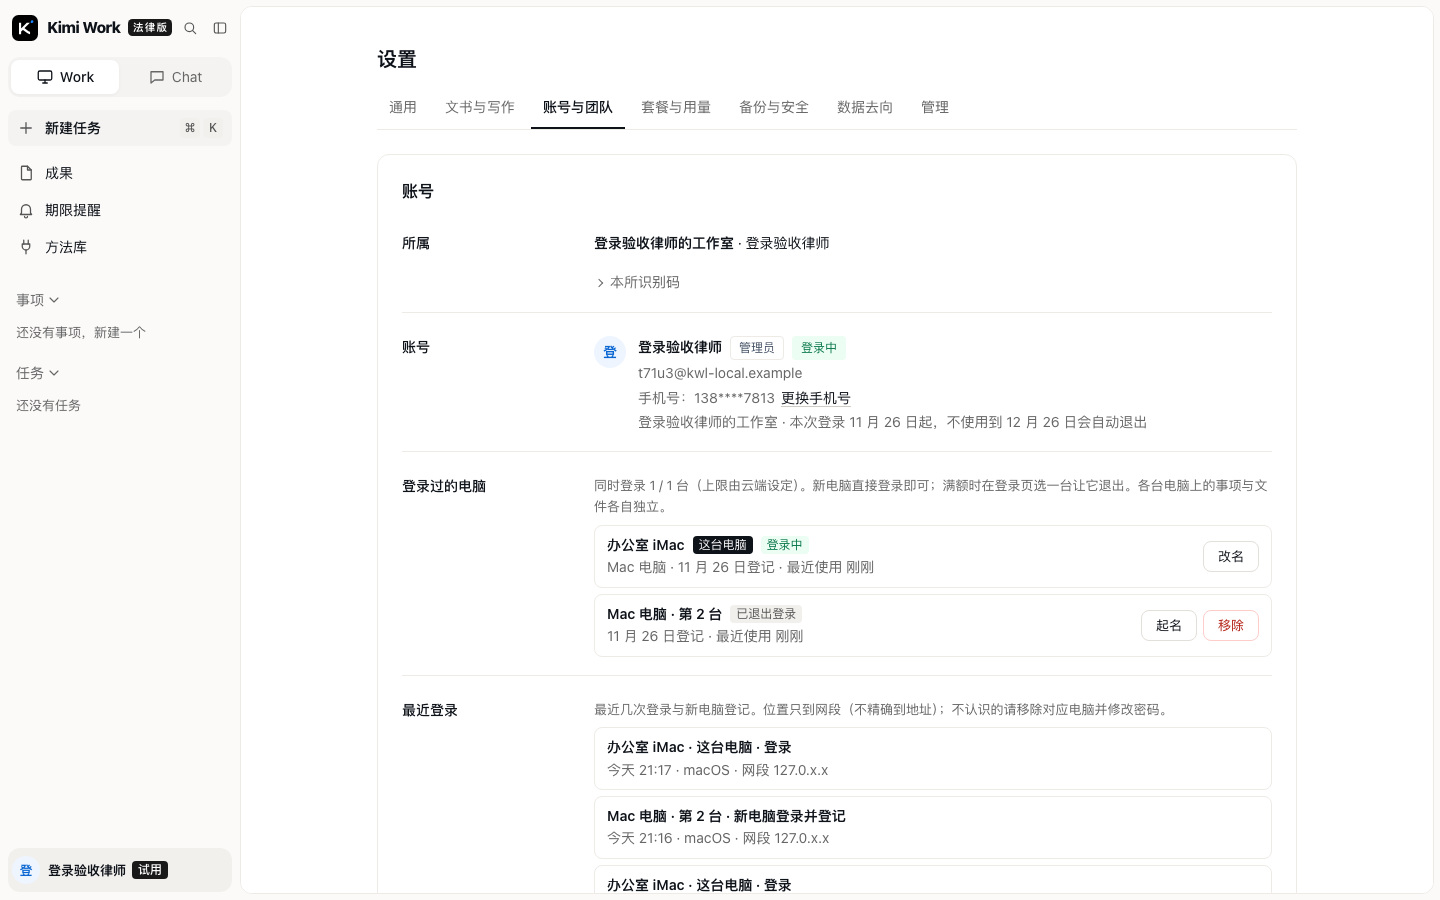 Kimi Work 法律版
Work
Chat
新建任务 ⌘ K
成果
期限提醒
方法库
事项
还没有事项，新建一个
任务
还没有任务
登 登录验收律师 试用
设置
通用 文书与写作 账号与团队 套餐与用量 备份与安全 数据去向 管理
账号
所属
登录验收律师的工作室 · 登录验收律师
本所识别码
账号
登 登录验收律师 管理员 登录中
t71u3@kwl-local.example
手机号：138****7813 更换手机号
登录验收律师的工作室 · 本次登录 11 月 26 日起，不使用到 12 月 26 日会自动退出
登录过的电脑
同时登录 1 / 1 台（上限由云端设定）。新电脑直接登录即可；满额时在登录页选一台让它退出。各台电脑上的事项与文
件各自独立。
办公室 iMac 这台电脑 登录中
Mac 电脑 · 11 月 26 日登记 · 最近使用 刚刚
改名
Mac 电脑 · 第 2 台 已退出登录
11 月 26 日登记 · 最近使用 刚刚
起名 移除
最近登录
最近几次登录与新电脑登记。位置只到网段（不精确到地址）；不认识的请移除对应电脑并修改密码。
办公室 iMac · 这台电脑 · 登录
今天 21:17 · macOS · 网段 127.0.x.x
Mac 电脑 · 第 2 台 · 新电脑登录并登记
今天 21:16 · macOS · 网段 127.0.x.x
办公室 iMac · 这台电脑 · 登录